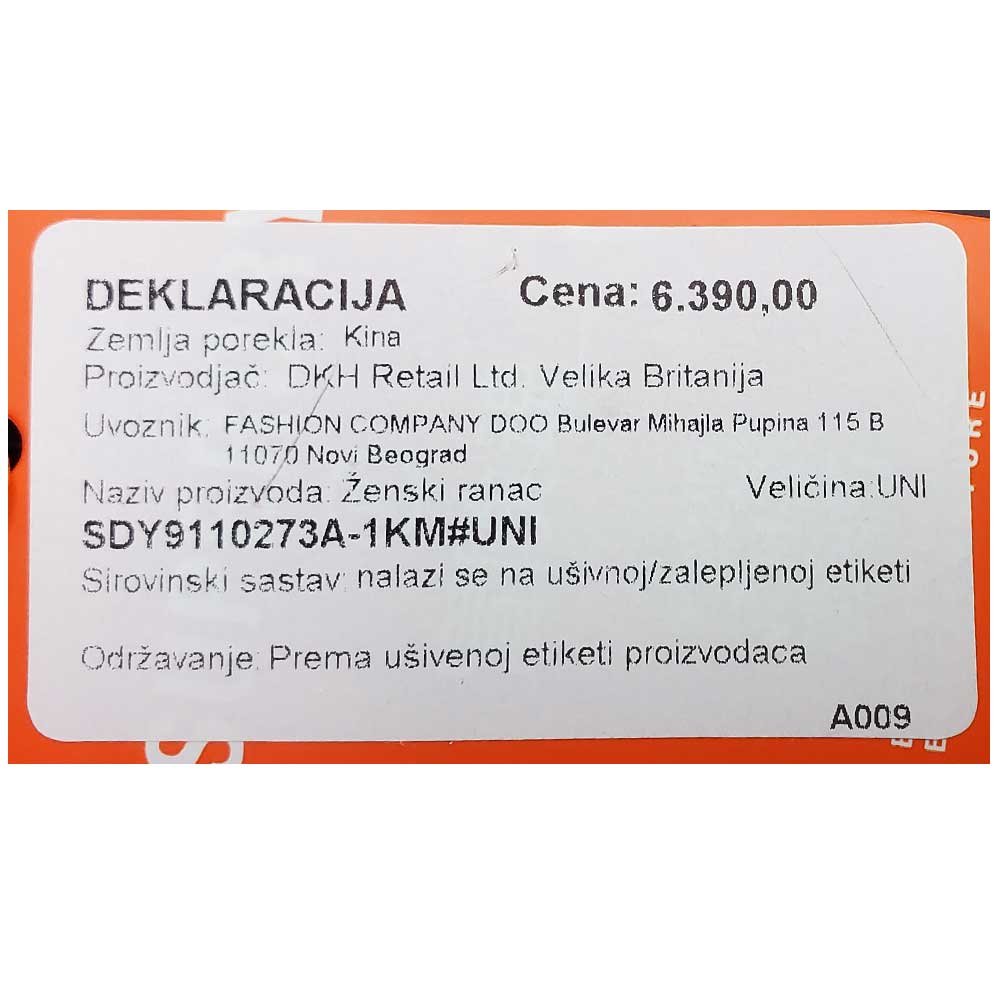 DEKLARACIJA Cena: 6.390,00
Zemlja porekla: Kina
Proizvodjač: DKH Retail Ltd. Velika Britanija
Uvoznik: FASHION COMPANY DOO Bulevar Mihajla Pupina 115 B
11070 Novi Beograd
Naziv proizvoda: Ženski ranac Veličina:UNI
SDY9110273A-1KM#UNI
Sirovinski sastav: nalazi se na ušivnoj/zalepljenoj etiketi
Održavanje: Prema ušivenoj etiketi proizvodaca
A009